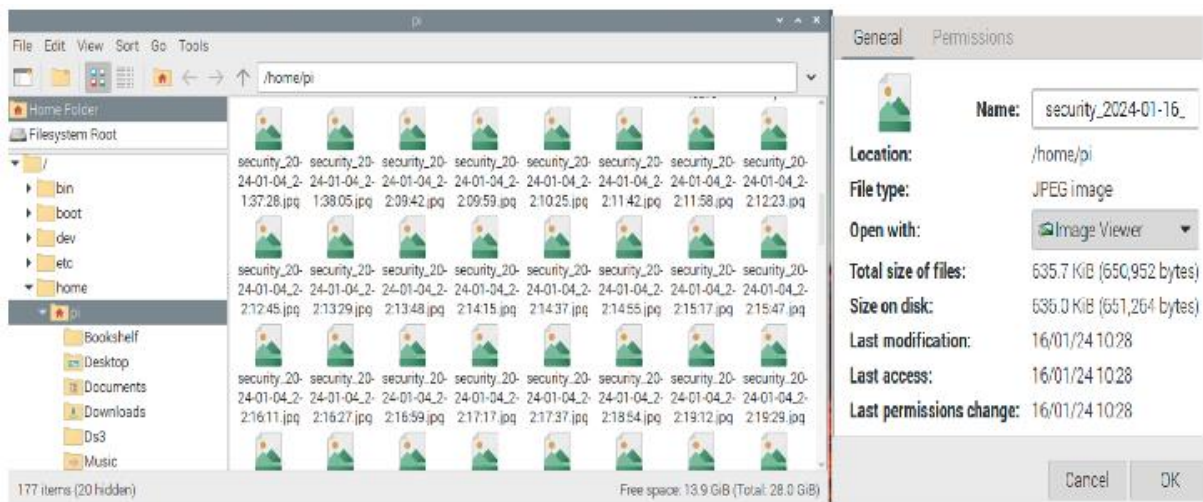 pi
File Edit View Sort Go Tools
/home/pi
Home Folder
Filesystem Root
/
bin
boot
dev
etc
home
pi
Bookshelf
Desktop
Documents
Downloads
Ds3
Music
security_20- security_20- security_20- security_20- security_20- security_20- security_20- security_20-
24-01-04_2- 24-01-04_2- 24-01-04_2- 24-01-04_2- 24-01-04_2- 24-01-04_2- 24-01-04_2- 24-01-04_2-
1:37:28.jpg 1:38:05.jpg 2:09:42.jpg 2:09:59.jpg 2:10:25.jpg 2:11:42.jpg 2:11:58.jpg 2:12:23.jpg
security_20- security_20- security_20- security_20- security_20- security_20- security_20- security_20-
24-01-04_2- 24-01-04_2- 24-01-04_2- 24-01-04_2- 24-01-04_2- 24-01-04_2- 24-01-04_2- 24-01-04_2-
2:12:45.jpg 2:13:29.jpg 2:13:48.jpg 2:14:15.jpg 2:14:37.jpg 2:14:55.jpg 2:15:17.jpg 2:15:47.jpg
security_20- security_20- security_20- security_20- security_20- security_20- security_20- security_20-
24-01-04_2- 24-01-04_2- 24-01-04_2- 24-01-04_2- 24-01-04_2- 24-01-04_2- 24-01-04_2- 24-01-04_2-
2:16:11.jpg 2:16:27.jpg 2:16:59.jpg 2:17:17.jpg 2:17:37.jpg 2:18:54.jpg 2:19:12.jpg 2:19:29.jpg
177 items (20 hidden) Free space: 13.9 GiB (Total: 28.0 GiB)
General Permissions
Name: security_2024-01-16_
Location: /home/pi
File type: JPEG image
Open with: Image Viewer
Total size of files: 635.7 KiB (650,952 bytes)
Size on disk: 636.0 KiB (651,264 bytes)
Last modification: 16/01/24 10:28
Last access: 16/01/24 10:28
Last permissions change: 16/01/24 10:28
Cancel OK